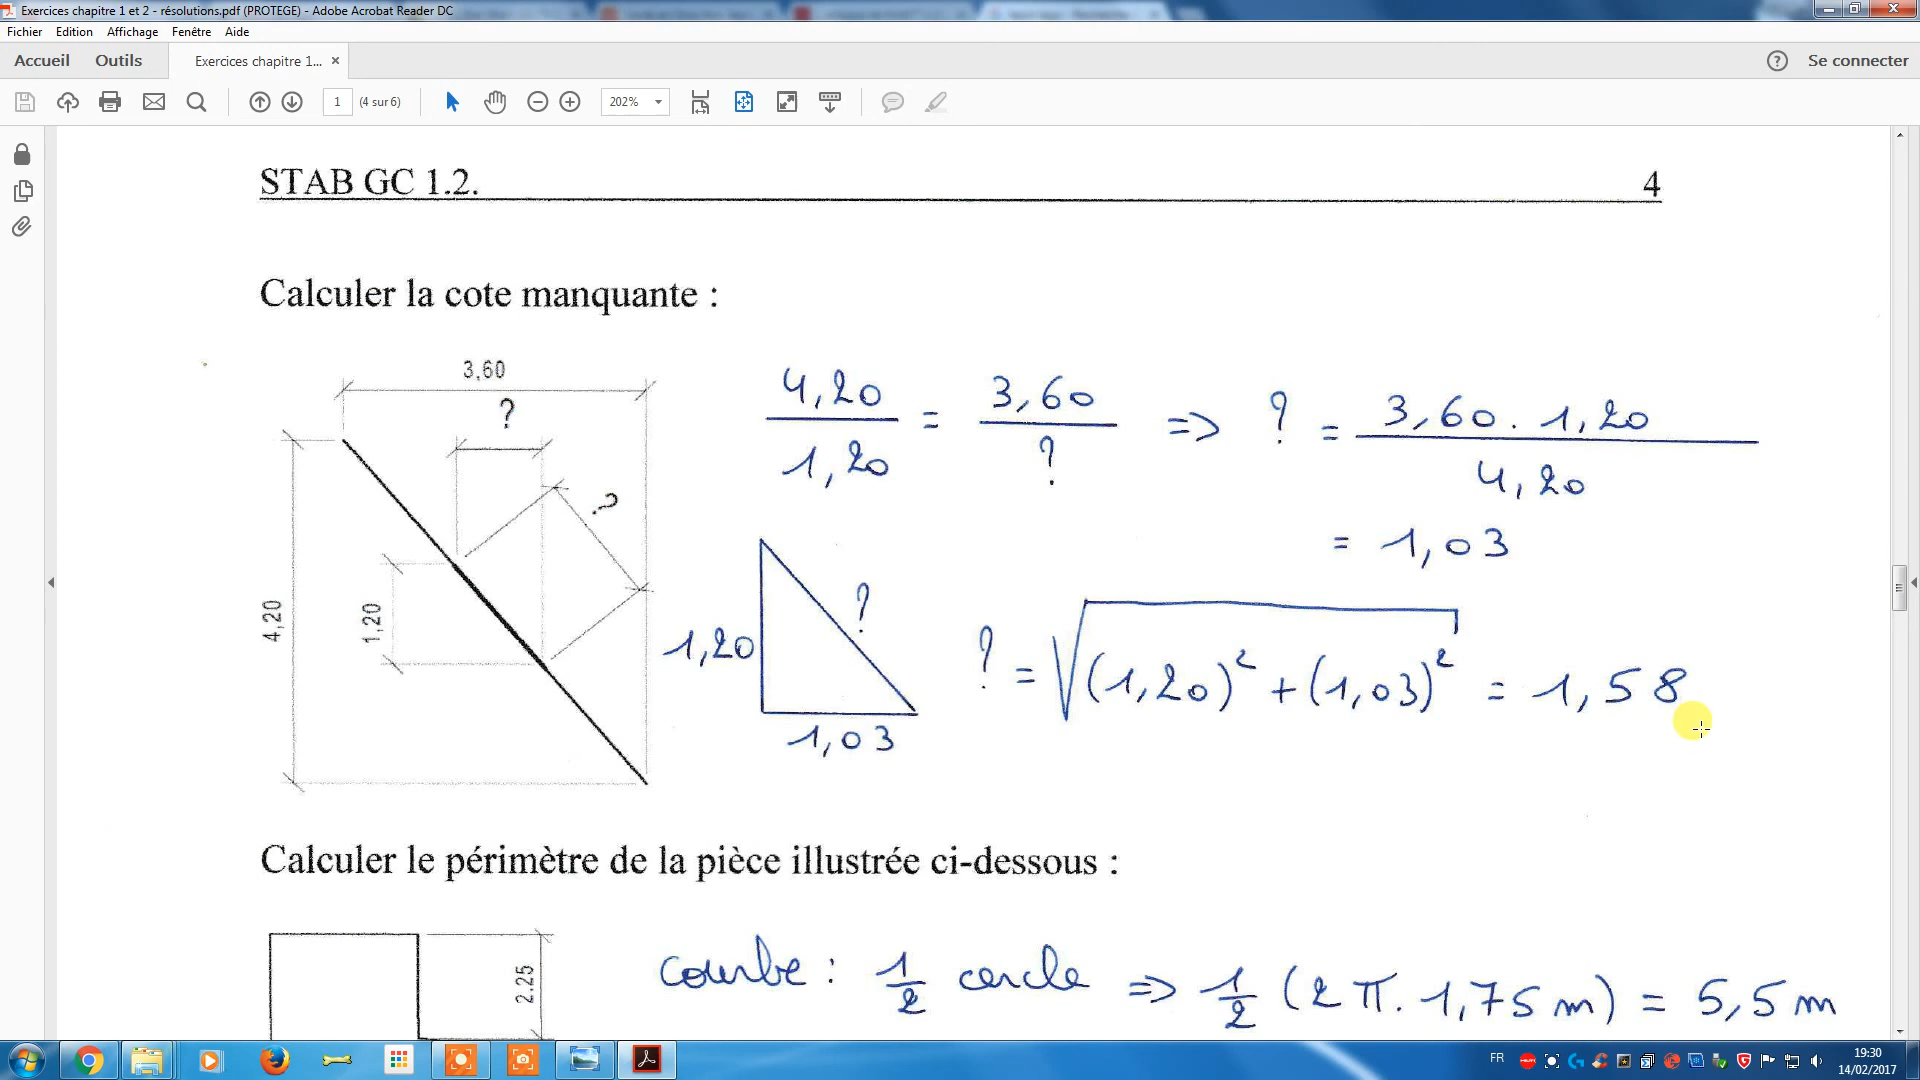 Exercices chapitre 1 et 2 - résolutions.pdf (PROTEGE) - Adobe Acrobat Reader DC
Fichier Edition Affichage Fenêtre Aide
Accueil Outils Exercices chapitre 1... × ? Se connecter
1 (4 sur 6) 202%
STAB GC 1.2. 4
Calculer la cote manquante :
3,60
?
?
4,20
1,20
4,20 / 1,20 = 3,60 / ? => ? = 3,60 . 1,20 / 4,20
= 1,03
?
1,20
1,03
? = √(1,20)² + (1,03)² = 1,58
Calculer le périmètre de la pièce illustrée ci-dessous :
2.25
courbe : 1/2 cercle => 1/2 (2 π . 1,75 m) = 5,5 m
FR 19:30
14/02/2017